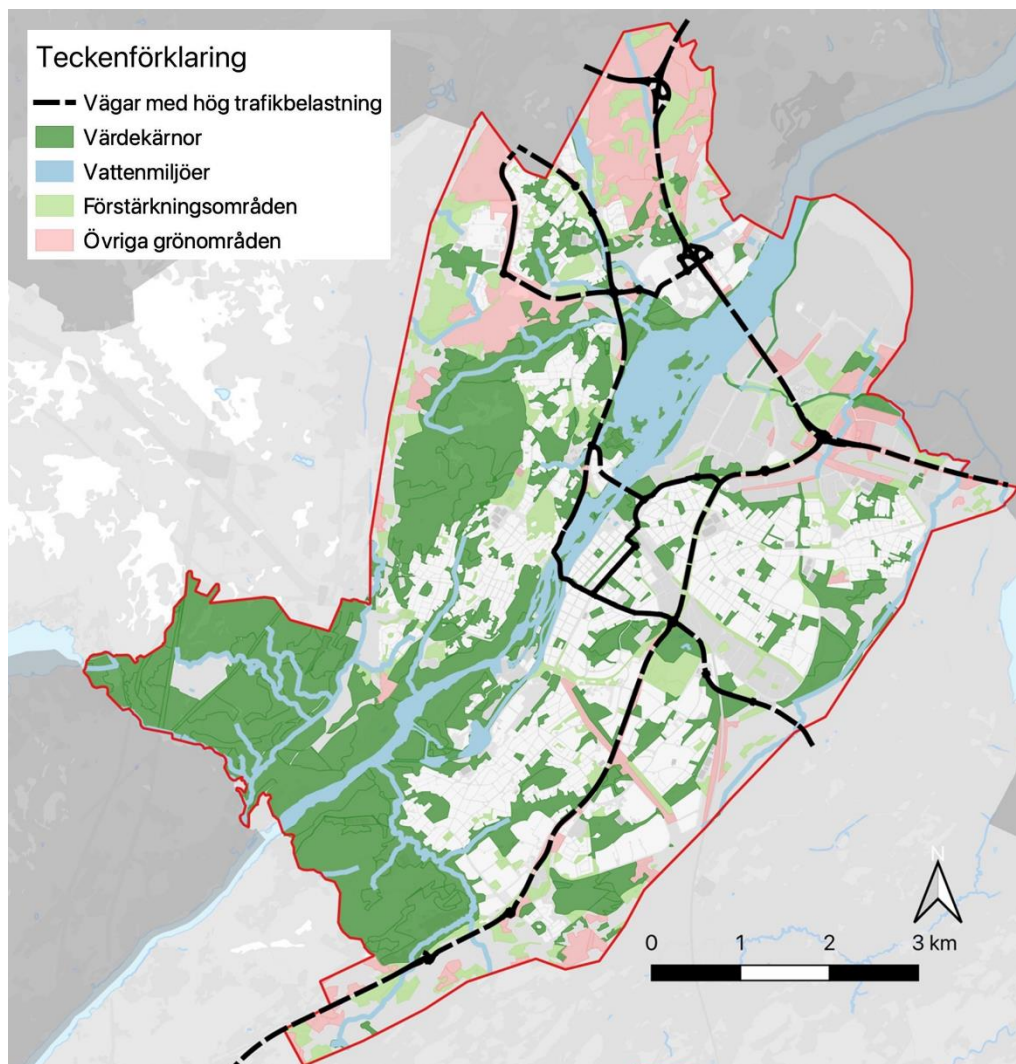 Teckenförklaring
Vägar med hög trafikbelastning
Värdekärnor
Vattenmiljöer
Förstärkningsområden
Övriga grönområden
N
0 1 2 3 km